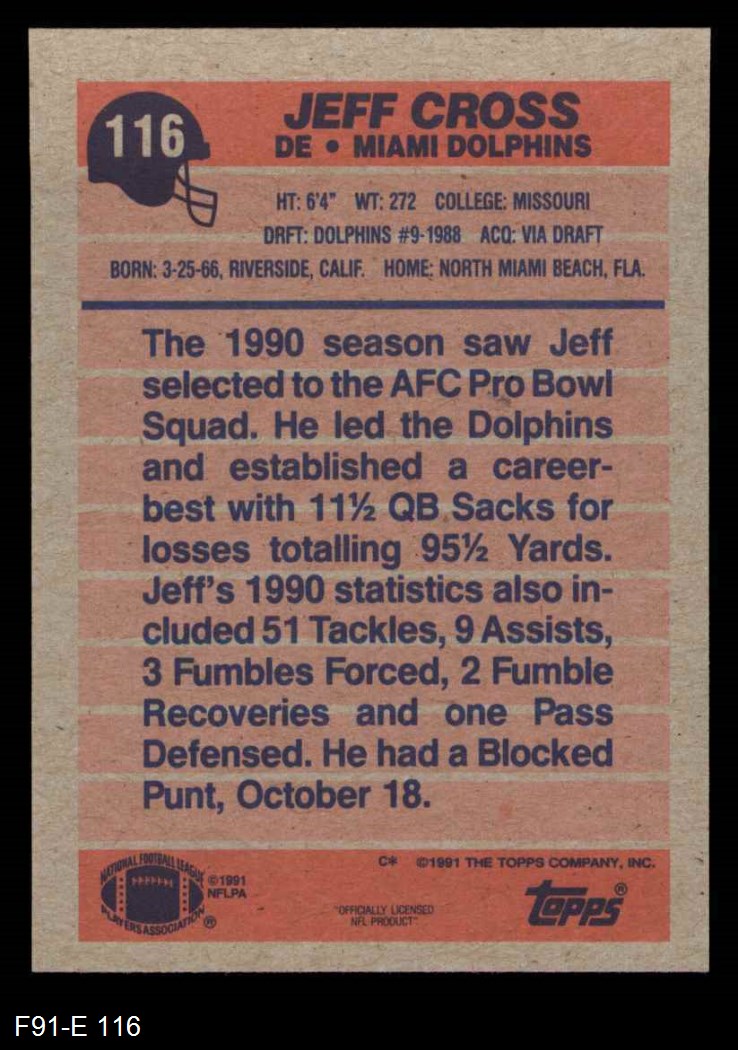 116
JEFF CROSS
DE • MIAMI DOLPHINS
HT: 6'4" WT: 272 COLLEGE: MISSOURI
DRFT: DOLPHINS #9-1988 ACQ: VIA DRAFT
BORN: 3-25-66, RIVERSIDE, CALIF. HOME: NORTH MIAMI BEACH, FLA.
The 1990 season saw Jeff
selected to the AFC Pro Bowl
Squad. He led the Dolphins
and established a career-
best with 11½ QB Sacks for
losses totalling 95½ Yards.
Jeff's 1990 statistics also in-
cluded 51 Tackles, 9 Assists,
3 Fumbles Forced, 2 Fumble
Recoveries and one Pass
Defensed. He had a Blocked
Punt, October 18.
NATIONAL FOOTBALL LEAGUE
PLAYERS ASSOCIATION ®
©1991
NFLPA
C* ©1991 THE TOPPS COMPANY, INC.
"OFFICIALLY LICENSED
NFL PRODUCT"
topps®
F91-E 116